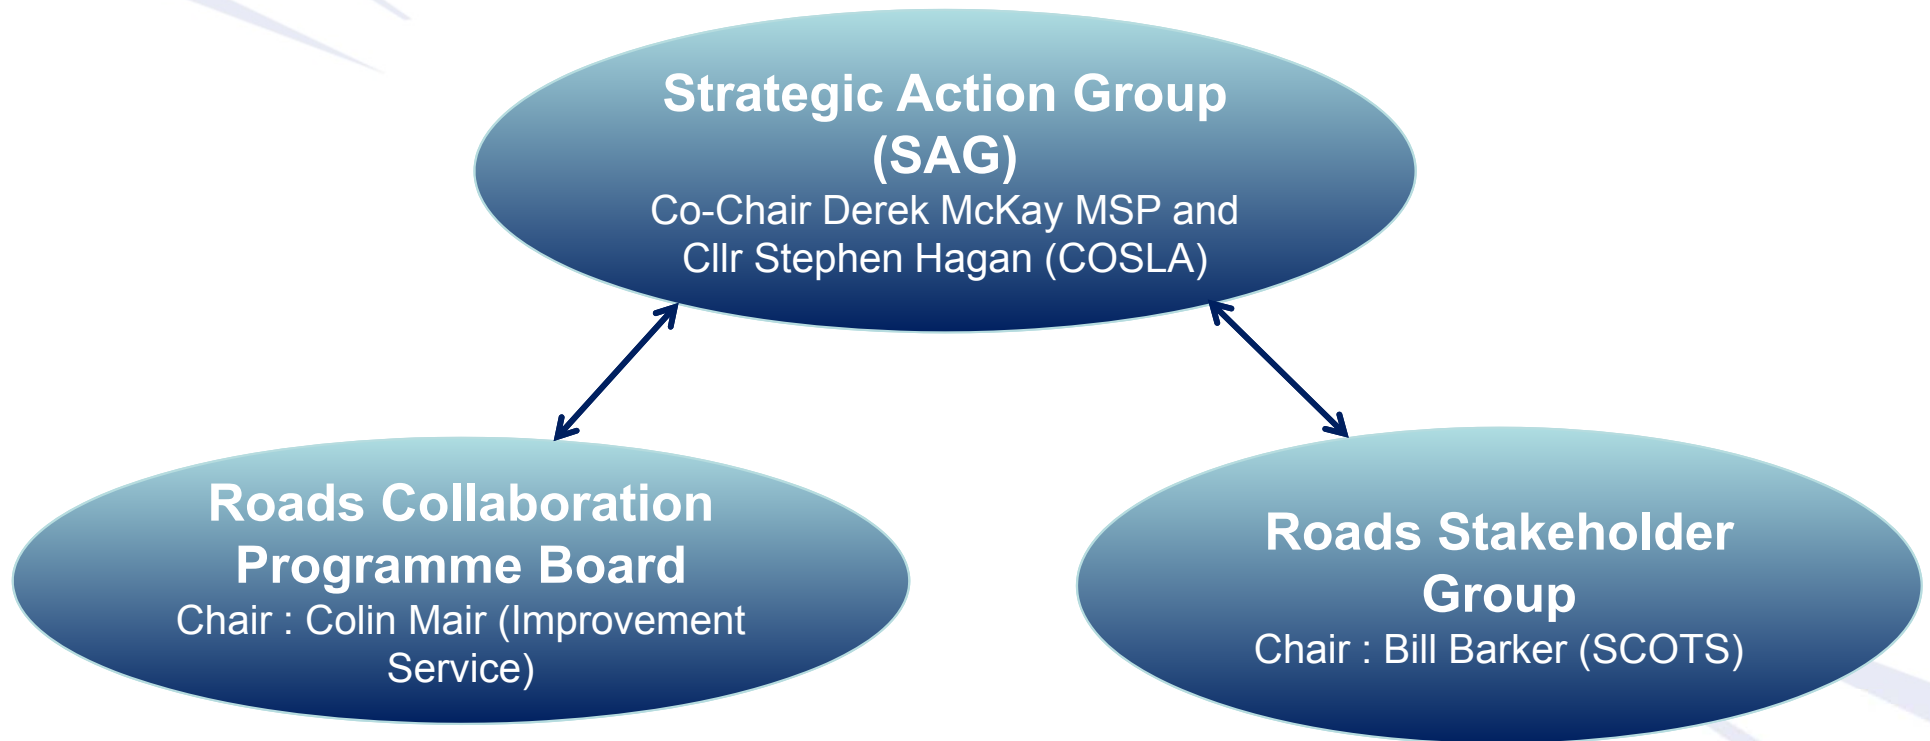 Strategic Action Group
(SAG)
Co-Chair Derek McKay MSP and
Cllr Stephen Hagan (COSLA)
Roads Collaboration
Programme Board
Chair : Colin Mair (Improvement
Service)
Roads Stakeholder
Group
Chair : Bill Barker (SCOTS)